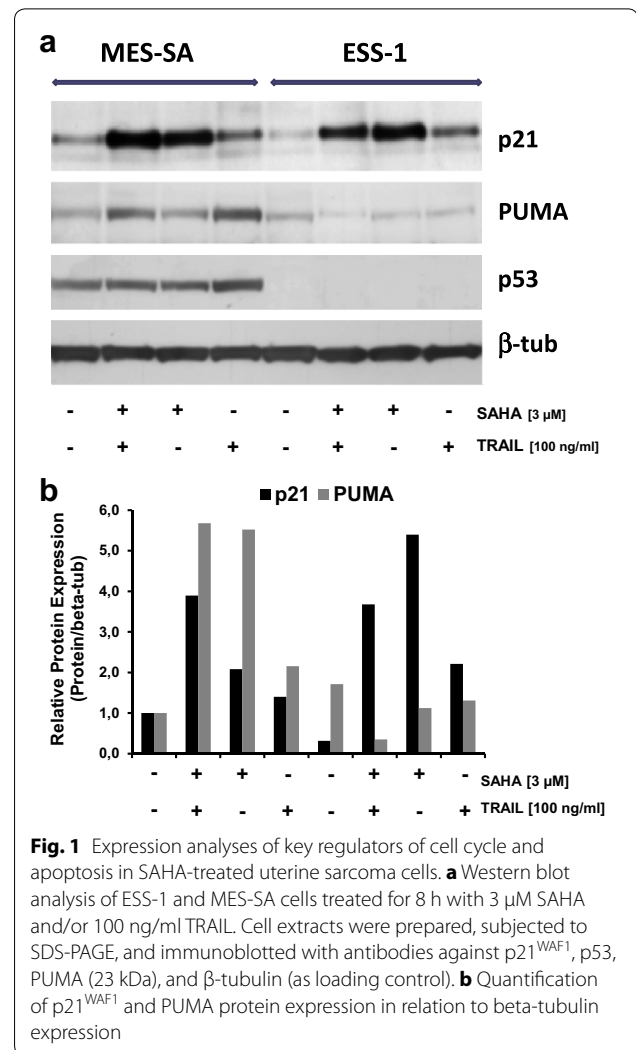 a
MES-SA ESS-1
p21
PUMA
p53
β-tub
- + + - - + + - SAHA [3 µM]
- + - + - + - + TRAIL [100 ng/ml]
b
p21 PUMA
Relative Protein Expression
(Protein/beta-tub)
6,0
5,0
4,0
3,0
2,0
1,0
0,0
- + + - - + + - SAHA [3 µM]
- + - + - + - + TRAIL [100 ng/ml]
Fig. 1 Expression analyses of key regulators of cell cycle and
apoptosis in SAHA-treated uterine sarcoma cells. a Western blot
analysis of ESS-1 and MES-SA cells treated for 8 h with 3 µM SAHA
and/or 100 ng/ml TRAIL. Cell extracts were prepared, subjected to
SDS-PAGE, and immunoblotted with antibodies against p21WAF1, p53,
PUMA (23 kDa), and β-tubulin (as loading control). b Quantification
of p21WAF1 and PUMA protein expression in relation to beta-tubulin
expression